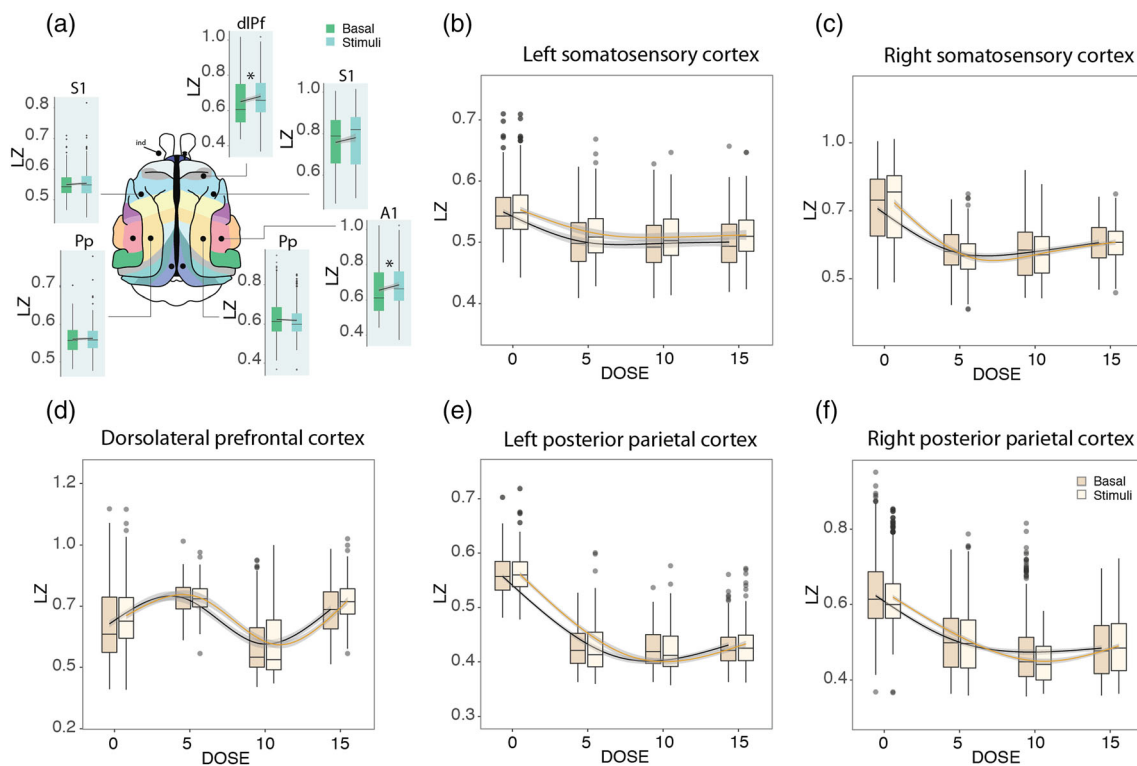 (a)
dlPf
Basal
Stimuli
1.0
0.8
0.6
0.4
LZ
*
S1
0.8
0.7
0.6
0.5
LZ
S1
1.0
0.8
0.6
LZ
ind
Pp
0.7
0.6
0.5
LZ
Pp
0.8
0.6
0.4
LZ
A1
1.0
0.8
0.6
0.4
LZ
*
(b)
Left somatosensory cortex
LZ
0.7
0.6
0.5
0.4
0 5 10 15
DOSE
(c)
Right somatosensory cortex
LZ
1.0
0.7
0.5
0 5 10 15
DOSE
(d)
Dorsolateral prefrontal cortex
LZ
1.2
1.0
0.7
0.5
0.2
0 5 10 15
DOSE
(e)
Left posterior parietal cortex
LZ
0.7
0.6
0.5
0.4
0.3
0 5 10 15
DOSE
(f)
Right posterior parietal cortex
Basal
Stimuli
LZ
0.8
0.6
0.4
0 5 10 15
DOSE